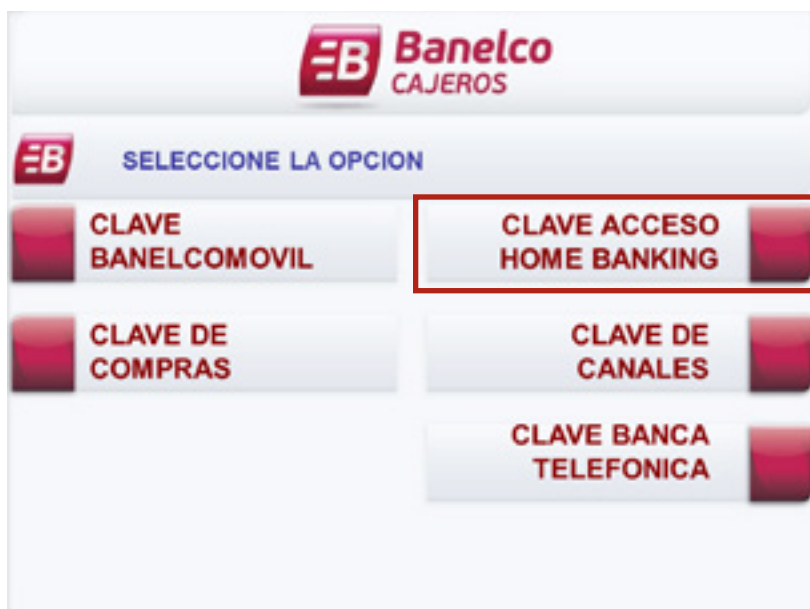 Banelco
CAJEROS
SELECCIONE LA OPCION
CLAVE
BANELCOMOVIL
CLAVE ACCESO
HOME BANKING
CLAVE DE
COMPRAS
CLAVE DE
CANALES
CLAVE BANCA
TELEFONICA